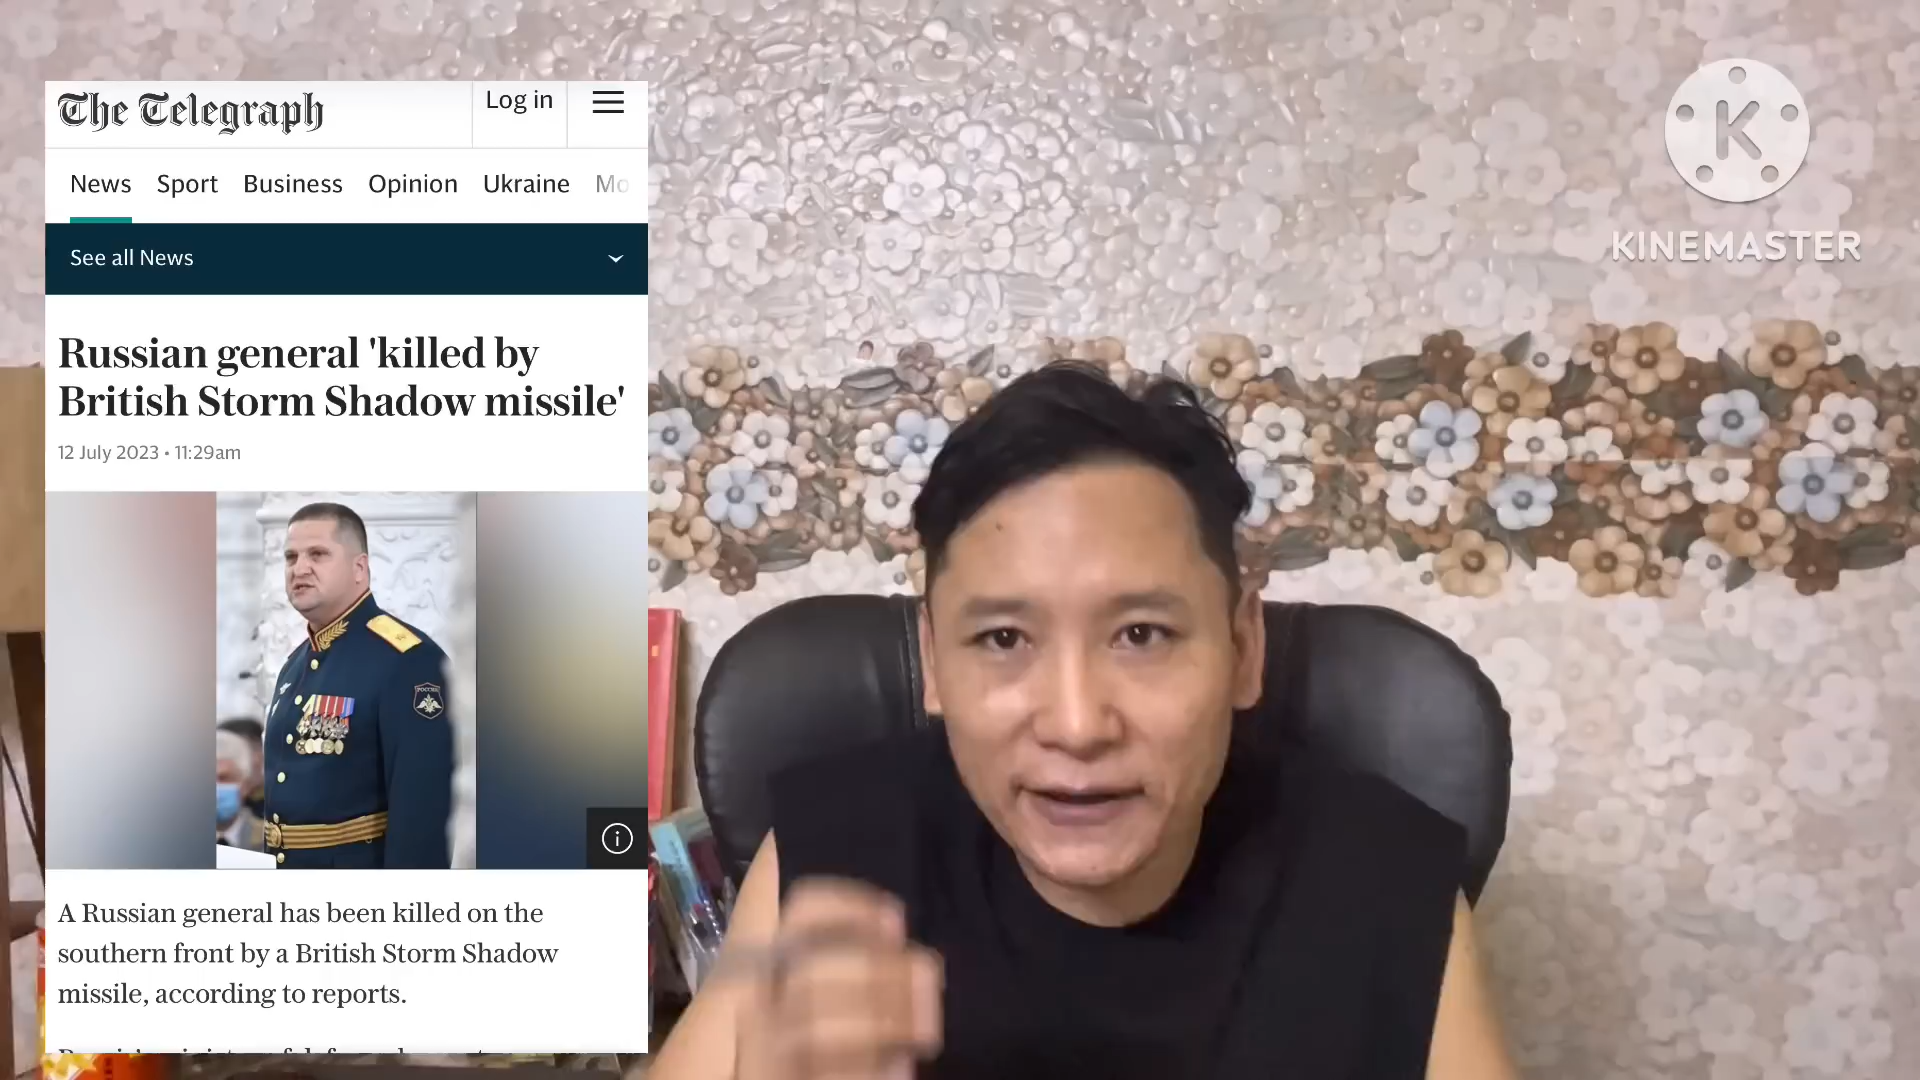 The Telegraph
Log in
News Sport Business Opinion Ukraine Mo
See all News
Russian general 'killed by
British Storm Shadow missile'
12 July 2023 • 11:29am
РОССИЯ
A Russian general has been killed on the
southern front by a British Storm Shadow
missile, according to reports.
K
KINEMASTER